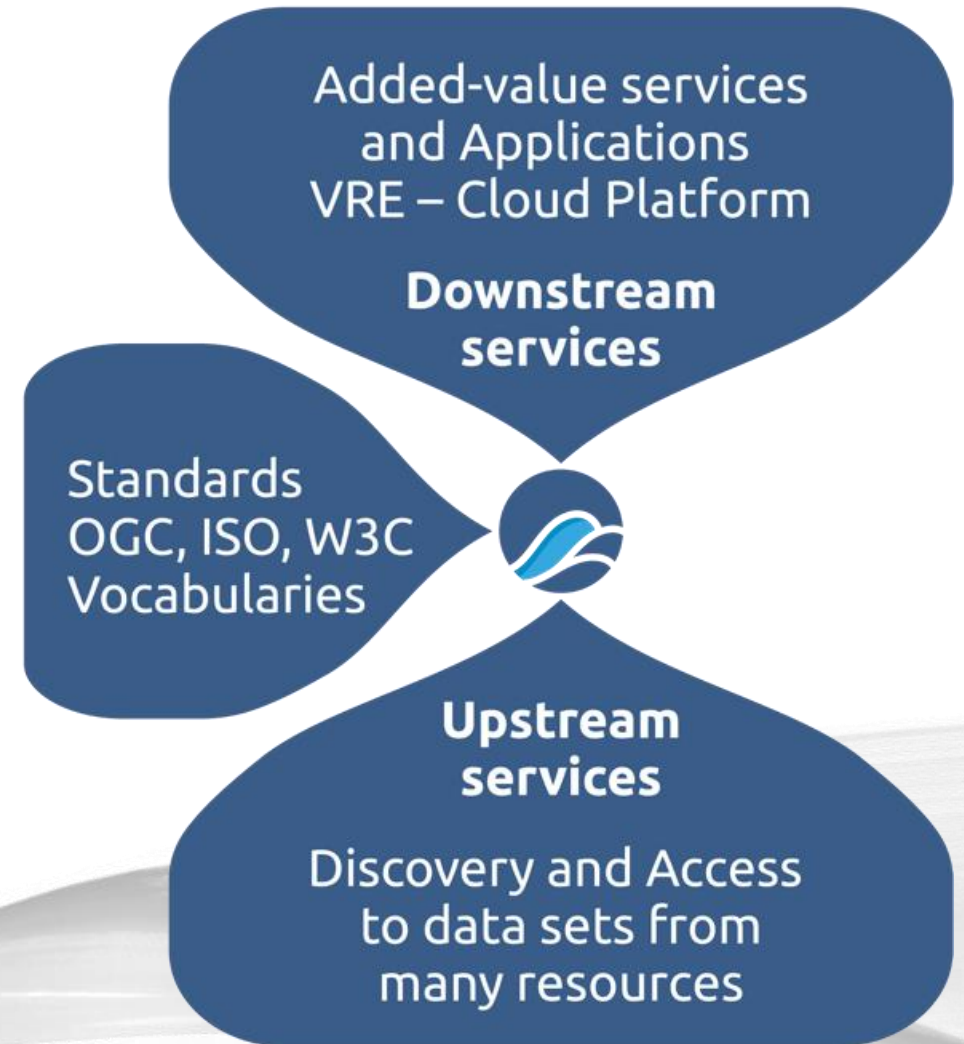 Added-value services
and Applications
VRE – Cloud Platform
Downstream
services
Standards
OGC, ISO, W3C
Vocabularies
Upstream
services
Discovery and Access
to data sets from
many resources